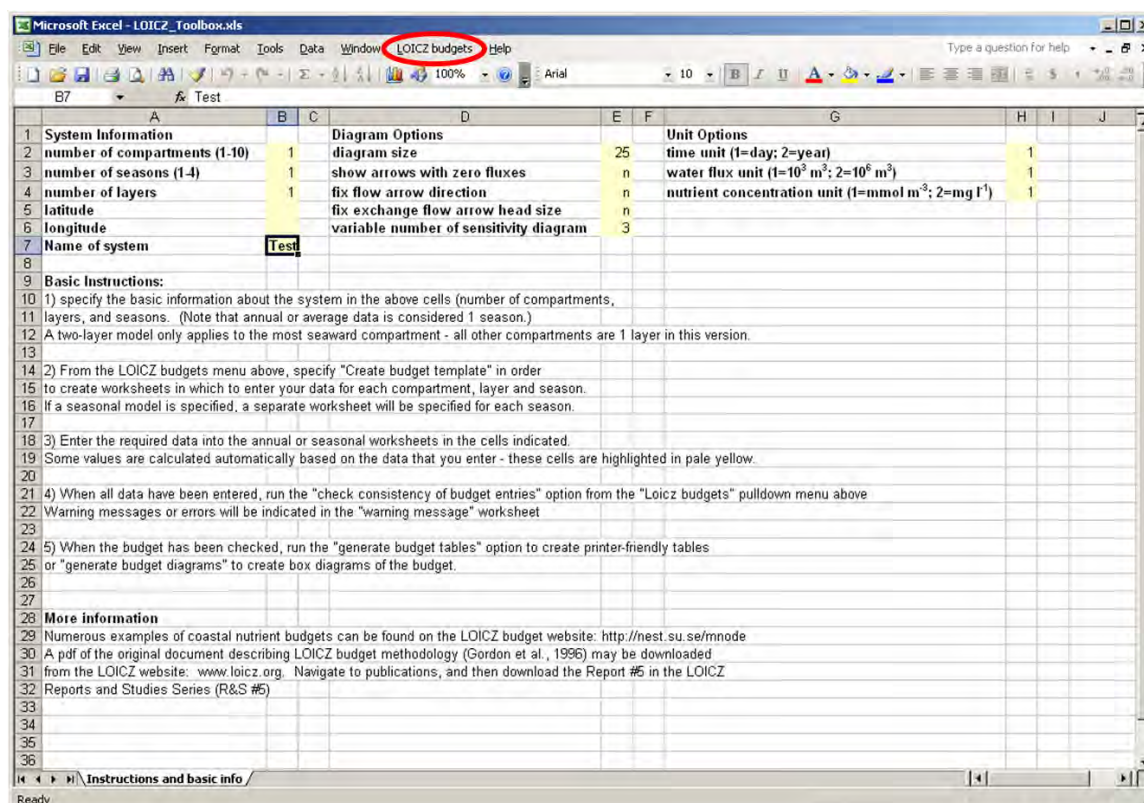 Microsoft Excel - LOICZ_Toolbox.xls
File Edit View Insert Format Tools Data Window LOICZ budgets Help Type a question for help
100% Arial 10 B I U A $
B7 fx Test
A B C D E F G H I J
1 System Information Diagram Options Unit Options
2 number of compartments (1-10) 1 diagram size 25 time unit (1=day; 2=year) 1
3 number of seasons (1-4) 1 show arrows with zero fluxes n water flux unit (1=10³ m³; 2=10⁶ m³) 1
4 number of layers 1 fix flow arrow direction n nutrient concentration unit (1=mmol m⁻³; 2=mg l⁻¹) 1
5 latitude fix exchange flow arrow head size n
6 longitude variable number of sensitivity diagram 3
7 Name of system Test
8
9 Basic Instructions:
10 1) specify the basic information about the system in the above cells (number of compartments,
11 layers, and seasons. (Note that annual or average data is considered 1 season.)
12 A two-layer model only applies to the most seaward compartment - all other compartments are 1 layer in this version.
13
14 2) From the LOICZ budgets menu above, specify "Create budget template" in order
15 to create worksheets in which to enter your data for each compartment, layer and season.
16 If a seasonal model is specified, a separate worksheet will be specified for each season.
17
18 3) Enter the required data into the annual or seasonal worksheets in the cells indicated.
19 Some values are calculated automatically based on the data that you enter - these cells are highlighted in pale yellow.
20
21 4) When all data have been entered, run the "check consistency of budget entries" option from the "Loicz budgets" pulldown menu above
22 Warning messages or errors will be indicated in the "warning message" worksheet
23
24 5) When the budget has been checked, run the "generate budget tables" option to create printer-friendly tables
25 or "generate budget diagrams" to create box diagrams of the budget.
26
27
28 More information
29 Numerous examples of coastal nutrient budgets can be found on the LOICZ budget website: http://nest.su.se/mnode
30 A pdf of the original document describing LOICZ budget methodology (Gordon et al., 1996) may be downloaded
31 from the LOICZ website: www.loicz.org. Navigate to publications, and then download the Report #5 in the LOICZ
32 Reports and Studies Series (R&S #5)
33
34
35
36
Instructions and basic info
Ready